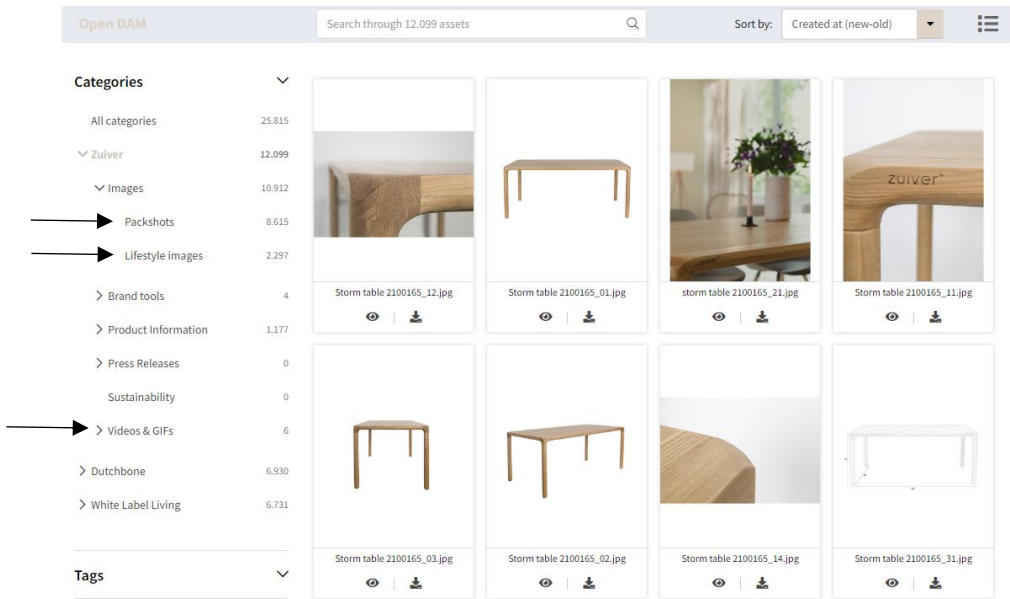 Open DAM
Search through 12.099 assets
Sort by:
Created at (new-old)
Categories
All categories 25.815
Zuiver 12.099
Images 10.912
Packshots 8.615
Lifestyle images 2.297
Brand tools 4
Product Information 1.177
Press Releases 0
Sustainability 0
Videos & GIFs 6
Dutchbone 6.930
White Label Living 6.731
Tags
zuiver
Storm table 2100165_12.jpg
Storm table 2100165_01.jpg
storm table 2100165_21.jpg
Storm table 2100165_11.jpg
Storm table 2100165_03.jpg
Storm table 2100165_02.jpg
Storm table 2100165_14.jpg
Storm table 2100165_31.jpg